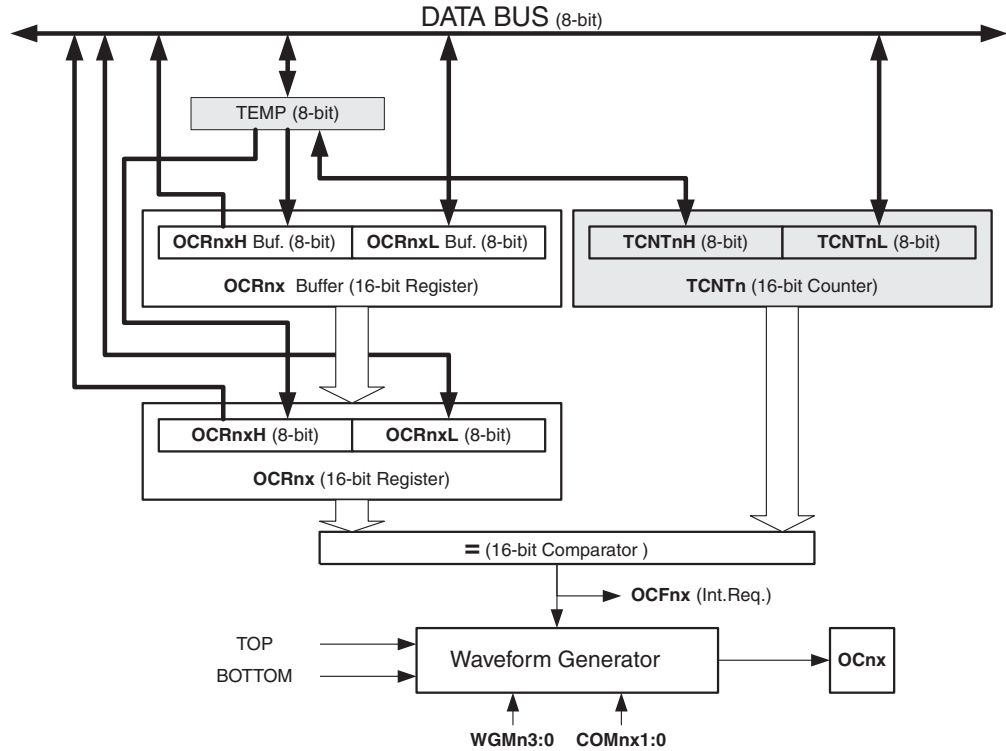 DATA BUS (8-bit)
TEMP (8-bit)
OCRnxH Buf. (8-bit)
OCRnxL Buf. (8-bit)
TCNTnH (8-bit)
TCNTnL (8-bit)
OCRnx Buffer (16-bit Register)
TCNTn (16-bit Counter)
OCRnxH (8-bit)
OCRnxL (8-bit)
OCRnx (16-bit Register)
= (16-bit Comparator )
OCFnx (Int.Req.)
TOP
BOTTOM
Waveform Generator
OCnx
WGMn3:0
COMnx1:0